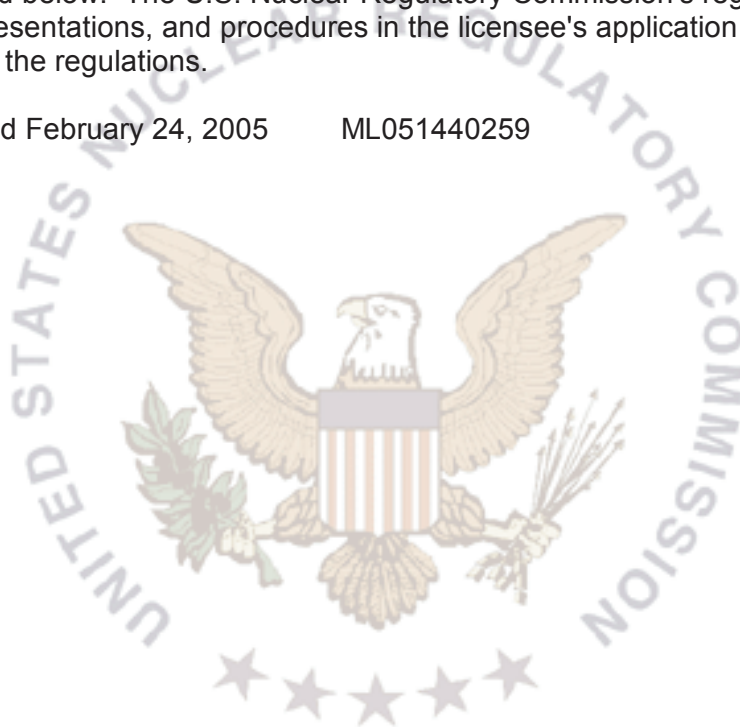 d below. The U.S. Nuclear Regulatory Commission's reg
esentations, and procedures in the licensee's application
the regulations.
d February 24, 2005 ML051440259
UNITED STATES NUCLEAR REGULATORY COMMISSION